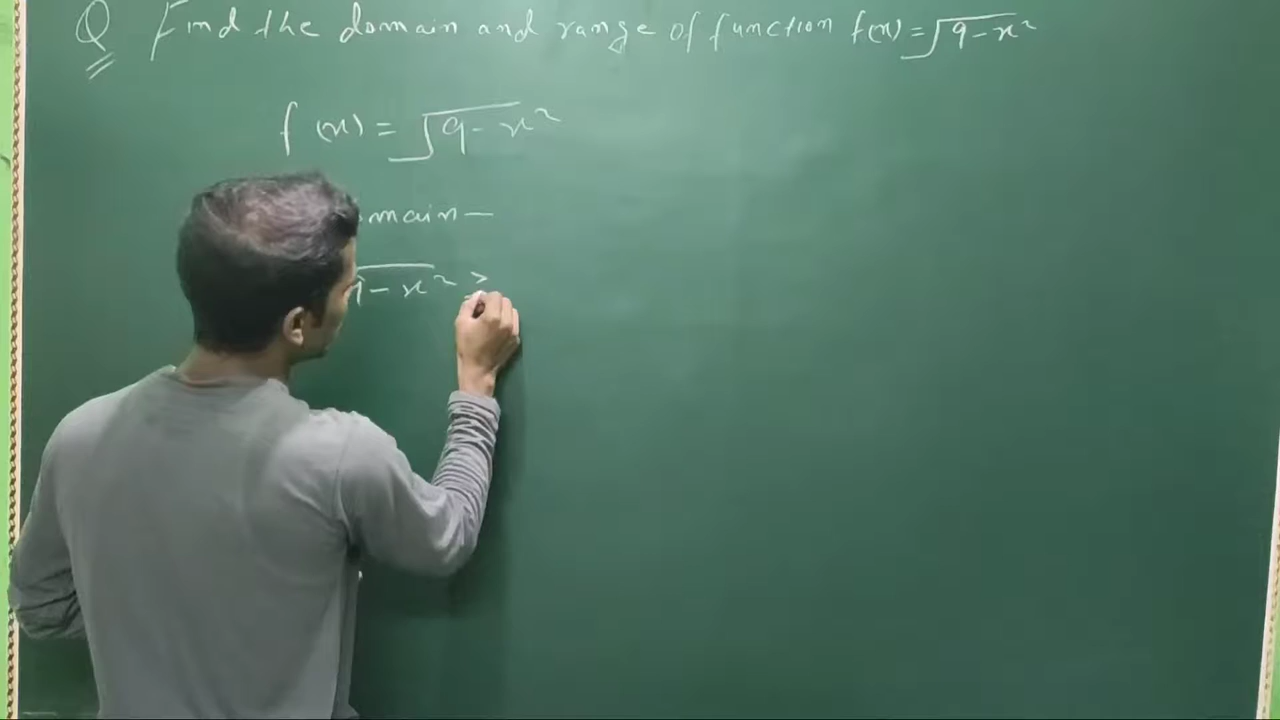 Q Find the domain and range of function f(x) = √9-x²
f(x) = √9-x²
main-
√9-x² ≥